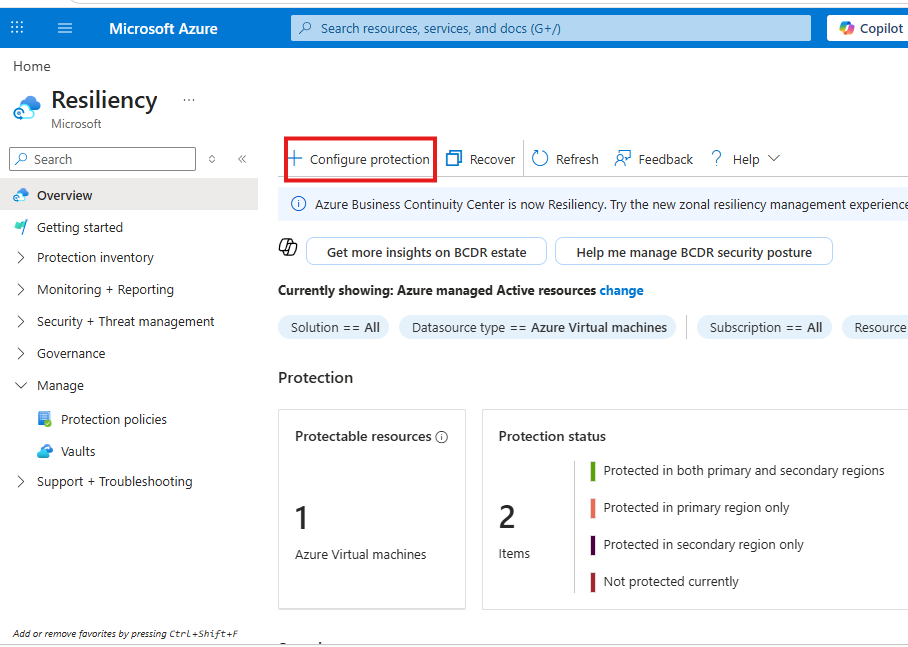 Microsoft Azure
Search resources, services, and docs (G+/)
Copilot
Home
Resiliency
...
Microsoft
Search
Overview
Getting started
Protection inventory
Monitoring + Reporting
Security + Threat management
Governance
Manage
Protection policies
Vaults
Support + Troubleshooting
Add or remove favorites by pressing Ctrl+Shift+F
Configure protection
Recover
Refresh
Feedback
Help
Azure Business Continuity Center is now Resiliency. Try the new zonal resiliency management experience
Get more insights on BCDR estate
Help me manage BCDR security posture
Currently showing: Azure managed Active resources change
Solution == All
Datasource type == Azure Virtual machines
Subscription == All
Resource
Protection
Protectable resources
1
Azure Virtual machines
Protection status
2
Items
Protected in both primary and secondary regions
Protected in primary region only
Protected in secondary region only
Not protected currently